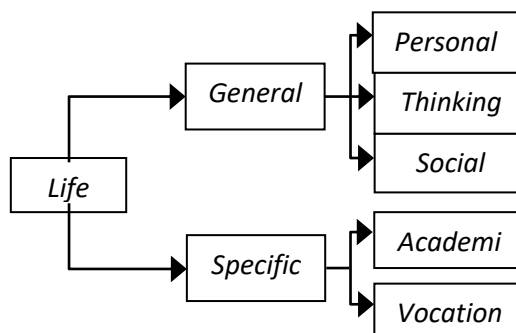 Personal
General
Thinking
Social
Life
Academi
Specific
Vocation